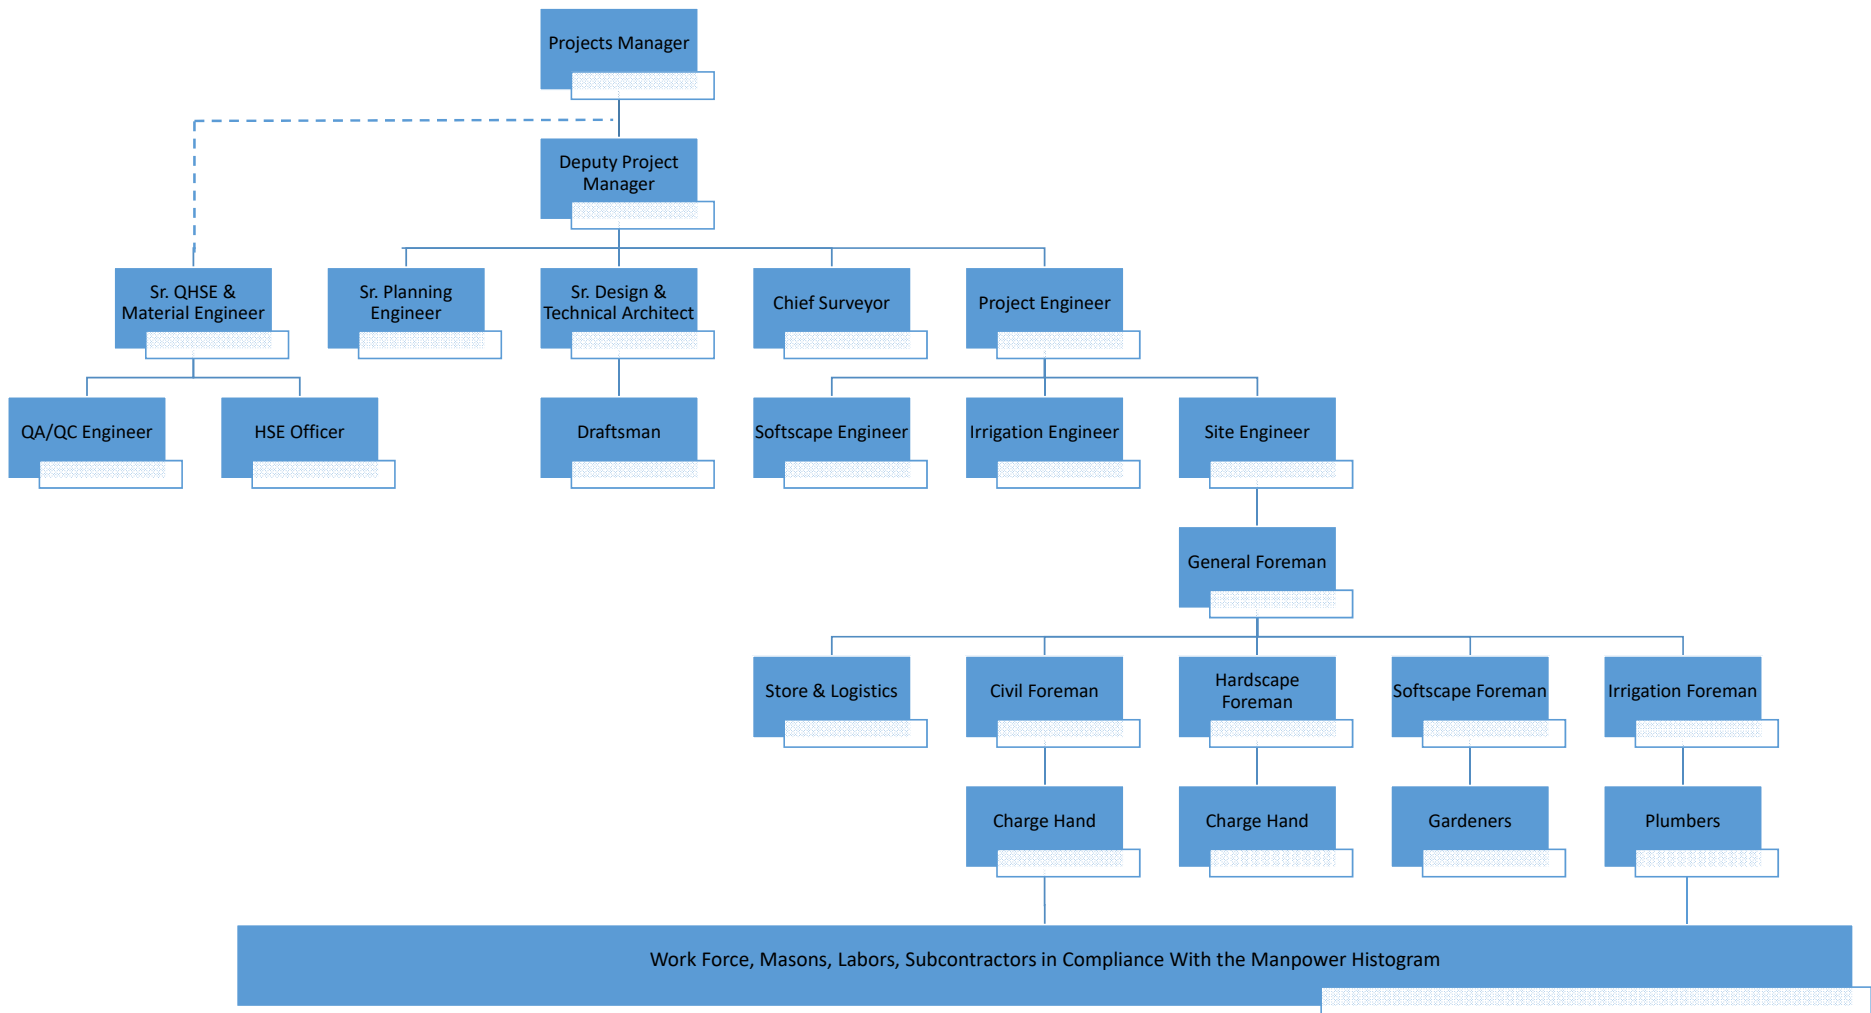 Projects Manager
Deputy Project
Manager
Sr. QHSE &
Material Engineer
Sr. Planning
Engineer
Sr. Design &
Technical Architect
Chief Surveyor
Project Engineer
QA/QC Engineer
HSE Officer
Draftsman
Softscape Engineer
Irrigation Engineer
Site Engineer
General Foreman
Store & Logistics
Civil Foreman
Hardscape
Foreman
Softscape Foreman
Irrigation Foreman
Charge Hand
Charge Hand
Gardeners
Plumbers
Work Force, Masons, Labors, Subcontractors in Compliance With the Manpower Histogram